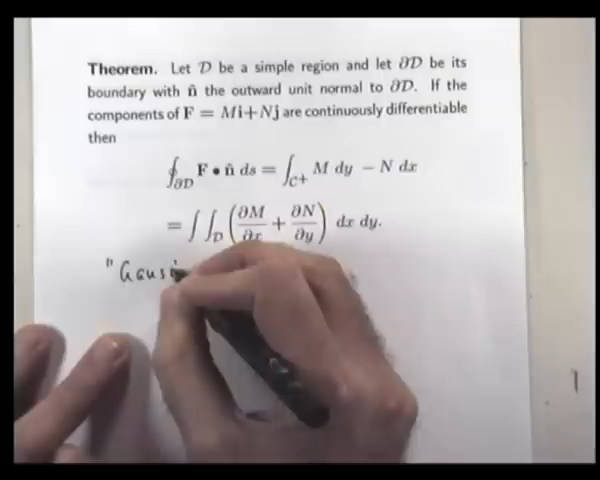 Theorem. Let D be a simple region and let ∂D be its
boundary with n̂ the outward unit normal to ∂D. If the
components of F = Mi+Nj are continuously differentiable
then
∮∂D F • n̂ ds = ∫C+ M dy − N dx
= ∫∫D (∂M/∂x + ∂N/∂y) dx dy.
"Gausi